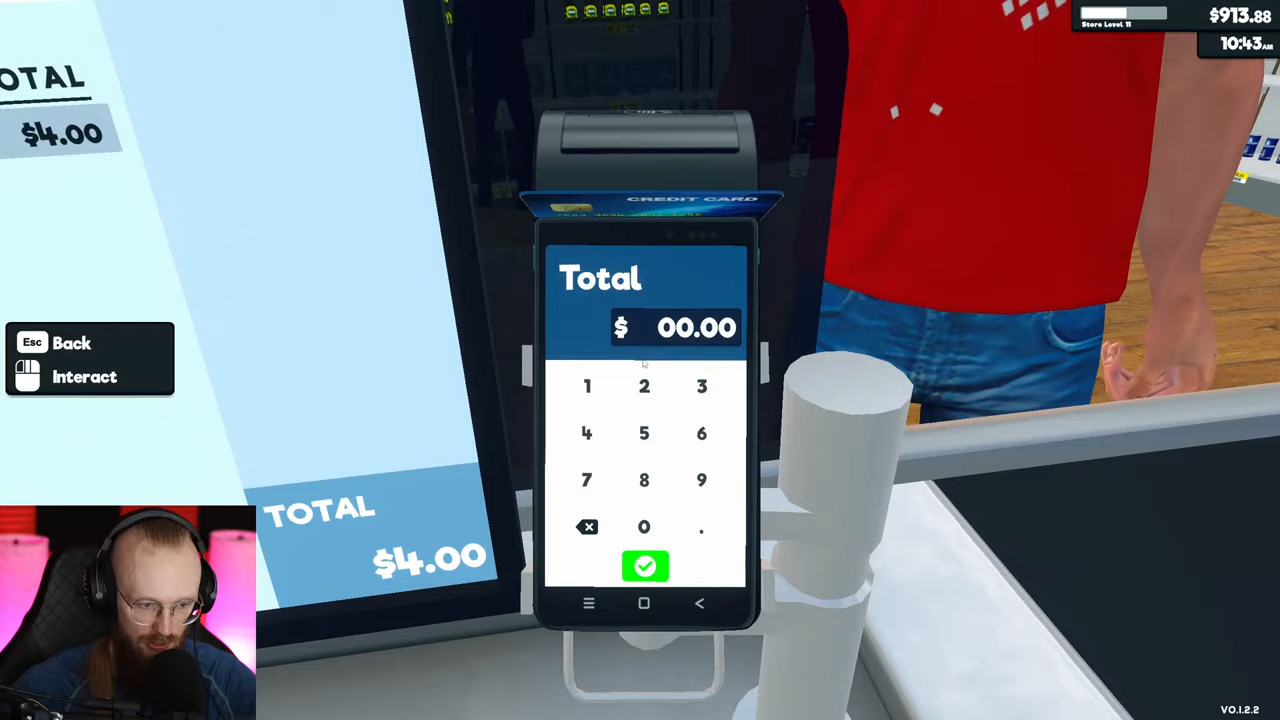 $913.88
Store Level 11
10:43AM
OTAL
$4.00
CREDIT CARD
Total
$ 00.00
Esc Back
Interact
1 2 3
4 5 6
7 8 9
0 .
TOTAL
$4.00
V0.1.2.2